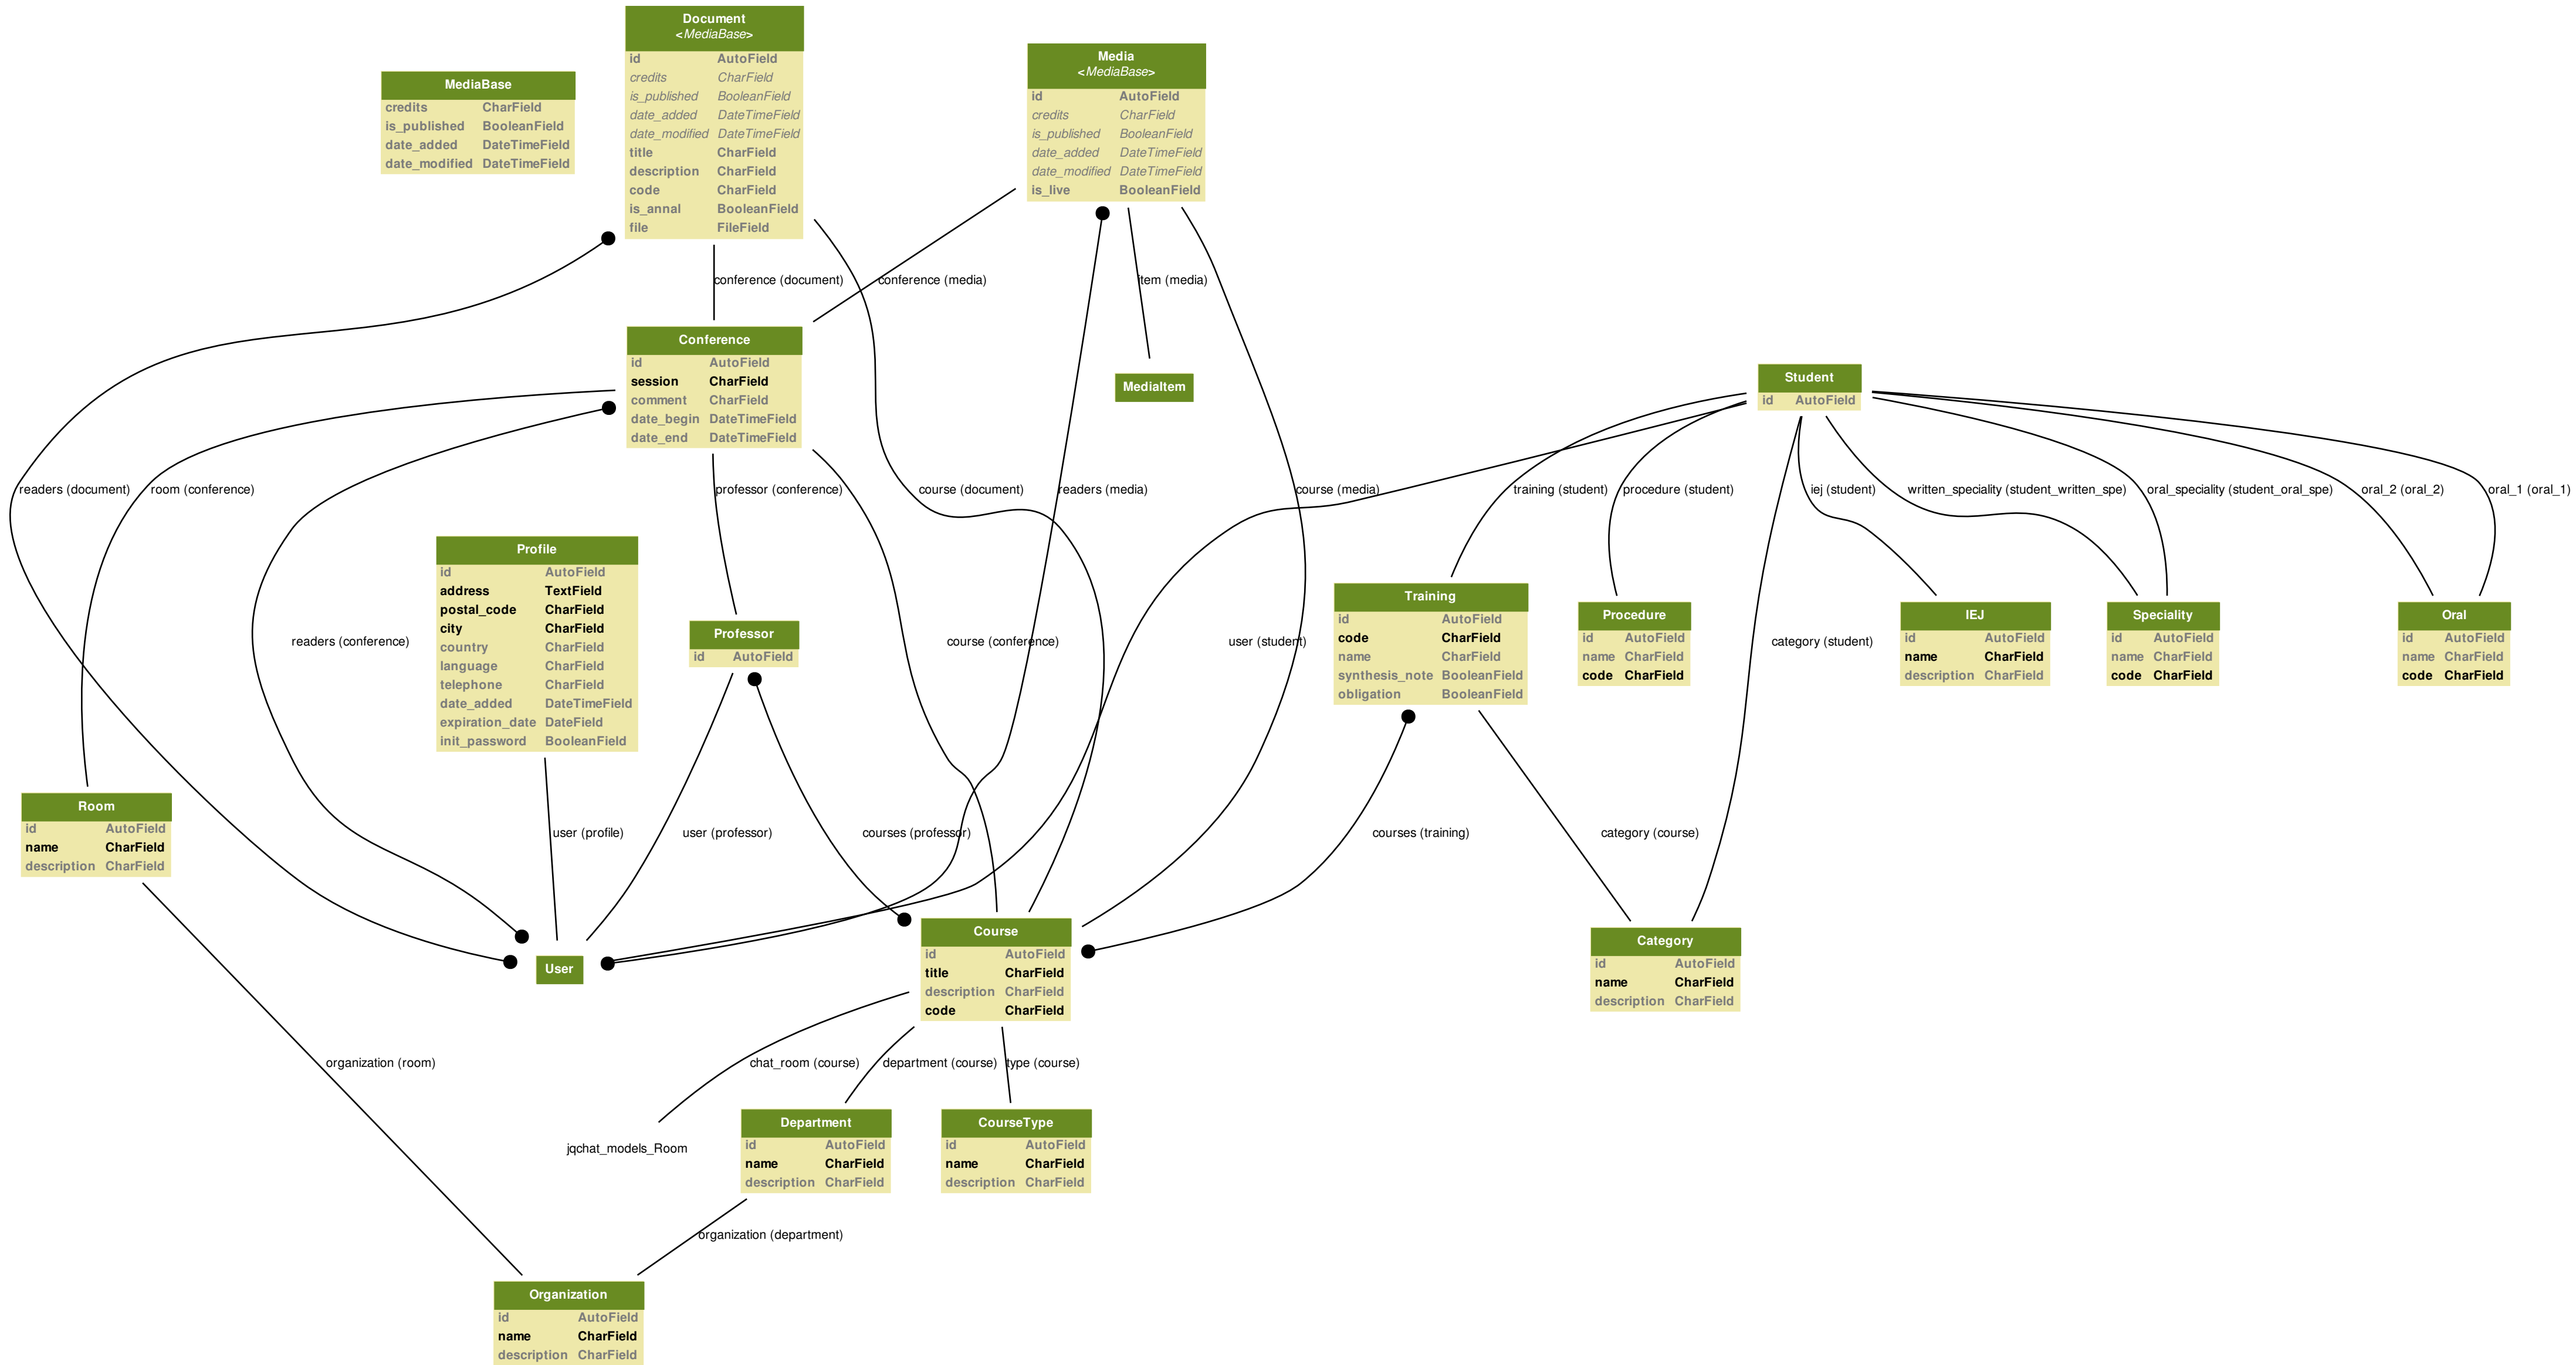 Document
<MediaBase>
id AutoField
credits CharField
is_published BooleanField
date_added DateTimeField
date_modified DateTimeField
title CharField
description CharField
code CharField
is_annal BooleanField
file FileField
Media
<MediaBase>
id AutoField
credits CharField
is_published BooleanField
date_added DateTimeField
date_modified DateTimeField
is_live BooleanField
MediaBase
credits CharField
is_published BooleanField
date_added DateTimeField
date_modified DateTimeField
conference (document)
conference (media)
item (media)
Conference
id AutoField
session CharField
comment CharField
date_begin DateTimeField
date_end DateTimeField
MediaItem
Student
id AutoField
readers (document)
room (conference)
professor (conference)
course (document)
readers (media)
course (media)
training (student)
procedure (student)
iej (student)
written_speciality (student_written_spe)
oral_speciality (student_oral_spe)
oral_2 (oral_2)
oral_1 (oral_1)
Profile
id AutoField
address TextField
postal_code CharField
city CharField
country CharField
language CharField
telephone CharField
date_added DateTimeField
expiration_date DateField
init_password BooleanField
readers (conference)
Professor
id AutoField
course (conference)
user (student)
Training
id AutoField
code CharField
name CharField
synthesis_note BooleanField
obligation BooleanField
Procedure
id AutoField
name CharField
code CharField
category (student)
IEJ
id AutoField
name CharField
description CharField
Speciality
id AutoField
name CharField
code CharField
Oral
id AutoField
name CharField
code CharField
Room
id AutoField
name CharField
description CharField
user (profile)
user (professor)
courses (professor)
courses (training)
category (course)
User
Course
id AutoField
title CharField
description CharField
code CharField
Category
id AutoField
name CharField
description CharField
organization (room)
chat_room (course)
department (course)
type (course)
jqchat_models_Room
Department
id AutoField
name CharField
description CharField
CourseType
id AutoField
name CharField
description CharField
organization (department)
Organization
id AutoField
name CharField
description CharField